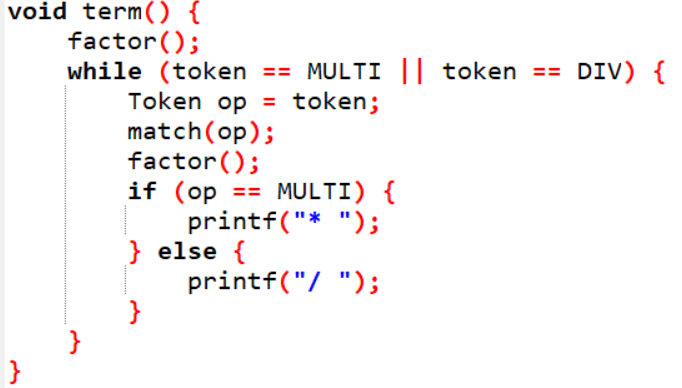 void term() {
    factor();
    while (token == MULTI || token == DIV) {
        Token op = token;
        match(op);
        factor();
        if (op == MULTI) {
            printf("* ");
        } else {
            printf("/ ");
        }
    }
}